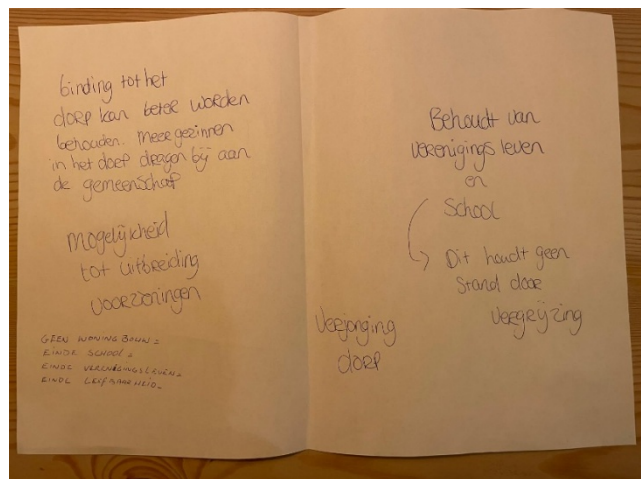 binding tot het
dorp kan beter worden
behouden. Meer gezinnen
in het dorp dragen bij aan
de gemeenschap
mogelijkheid
tot uitbreiding
voorzieningen
GEEN WONINGBOUW =
EINDE SCHOOL =
EINDE VERENIGINGSLEVEN =
EINDE LEEFBAARHEID =
Behoudt van
verenigings leven
en
School
Dit houdt geen
stand door
vergrijzing
Verjonging
dorp